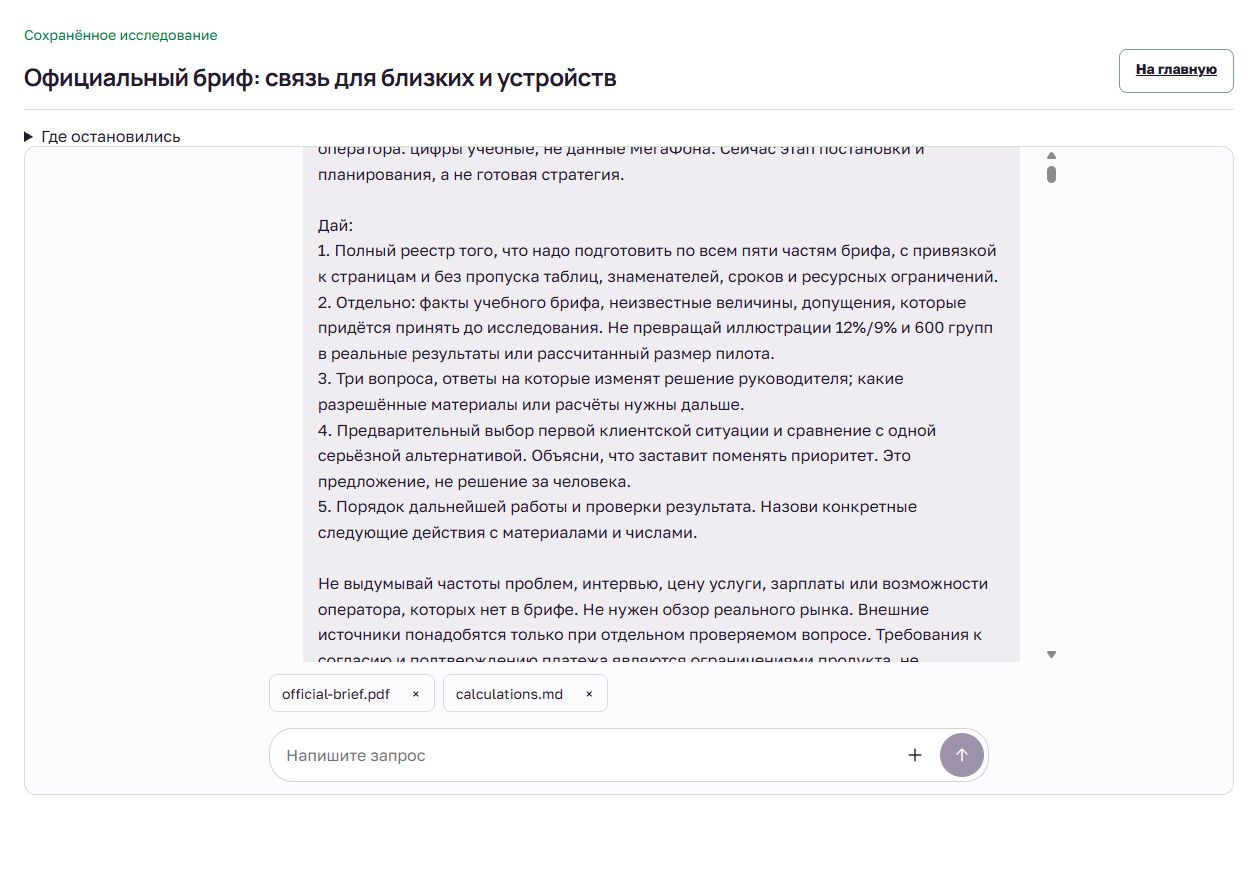 Сохранённое исследование
Официальный бриф: связь для близких и устройств
На главную
Где остановились
оператора. цифры учебные, не данные МегаФона. Сейчас этап постановки и
планирования, а не готовая стратегия.
Дай:
1. Полный реестр того, что надо подготовить по всем пяти частям брифа, с привязкой
к страницам и без пропуска таблиц, знаменателей, сроков и ресурсных ограничений.
2. Отдельно: факты учебного брифа, неизвестные величины, допущения, которые
придётся принять до исследования. Не превращай иллюстрации 12%/9% и 600 групп
в реальные результаты или рассчитанный размер пилота.
3. Три вопроса, ответы на которые изменят решение руководителя; какие
разрешённые материалы или расчёты нужны дальше.
4. Предварительный выбор первой клиентской ситуации и сравнение с одной
серьёзной альтернативой. Объясни, что заставит поменять приоритет. Это
предложение, не решение за человека.
5. Порядок дальнейшей работы и проверки результата. Назови конкретные
следующие действия с материалами и числами.
Не выдумывай частоты проблем, интервью, цену услуги, зарплаты или возможности
оператора, которых нет в брифе. Не нужен обзор реального рынка. Внешние
источники понадобятся только при отдельном проверяемом вопросе. Требования к
согласию и подтверждению платежа являются ограничениями продукта, не
official-brief.pdf ×
calculations.md ×
Напишите запрос